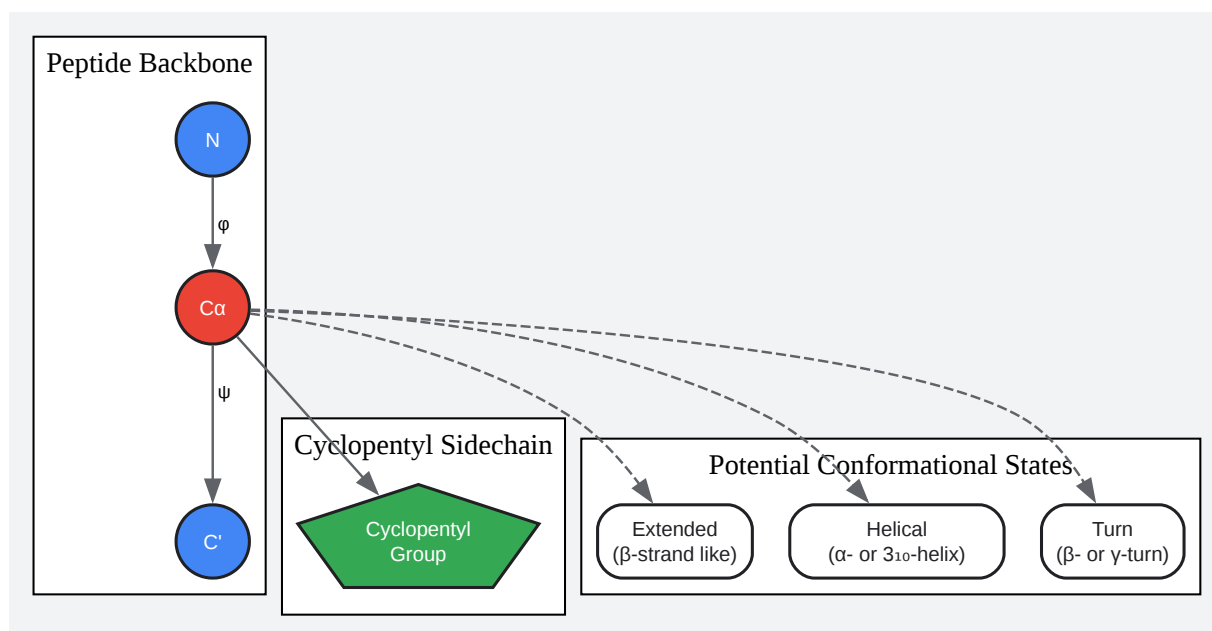 Peptide Backbone
N
φ
Cα
ψ
C'
Cyclopentyl Sidechain
Cyclopentyl
Group
Potential Conformational States
Extended
(β-strand like)
Helical
(α- or 3₁₀-helix)
Turn
(β- or γ-turn)